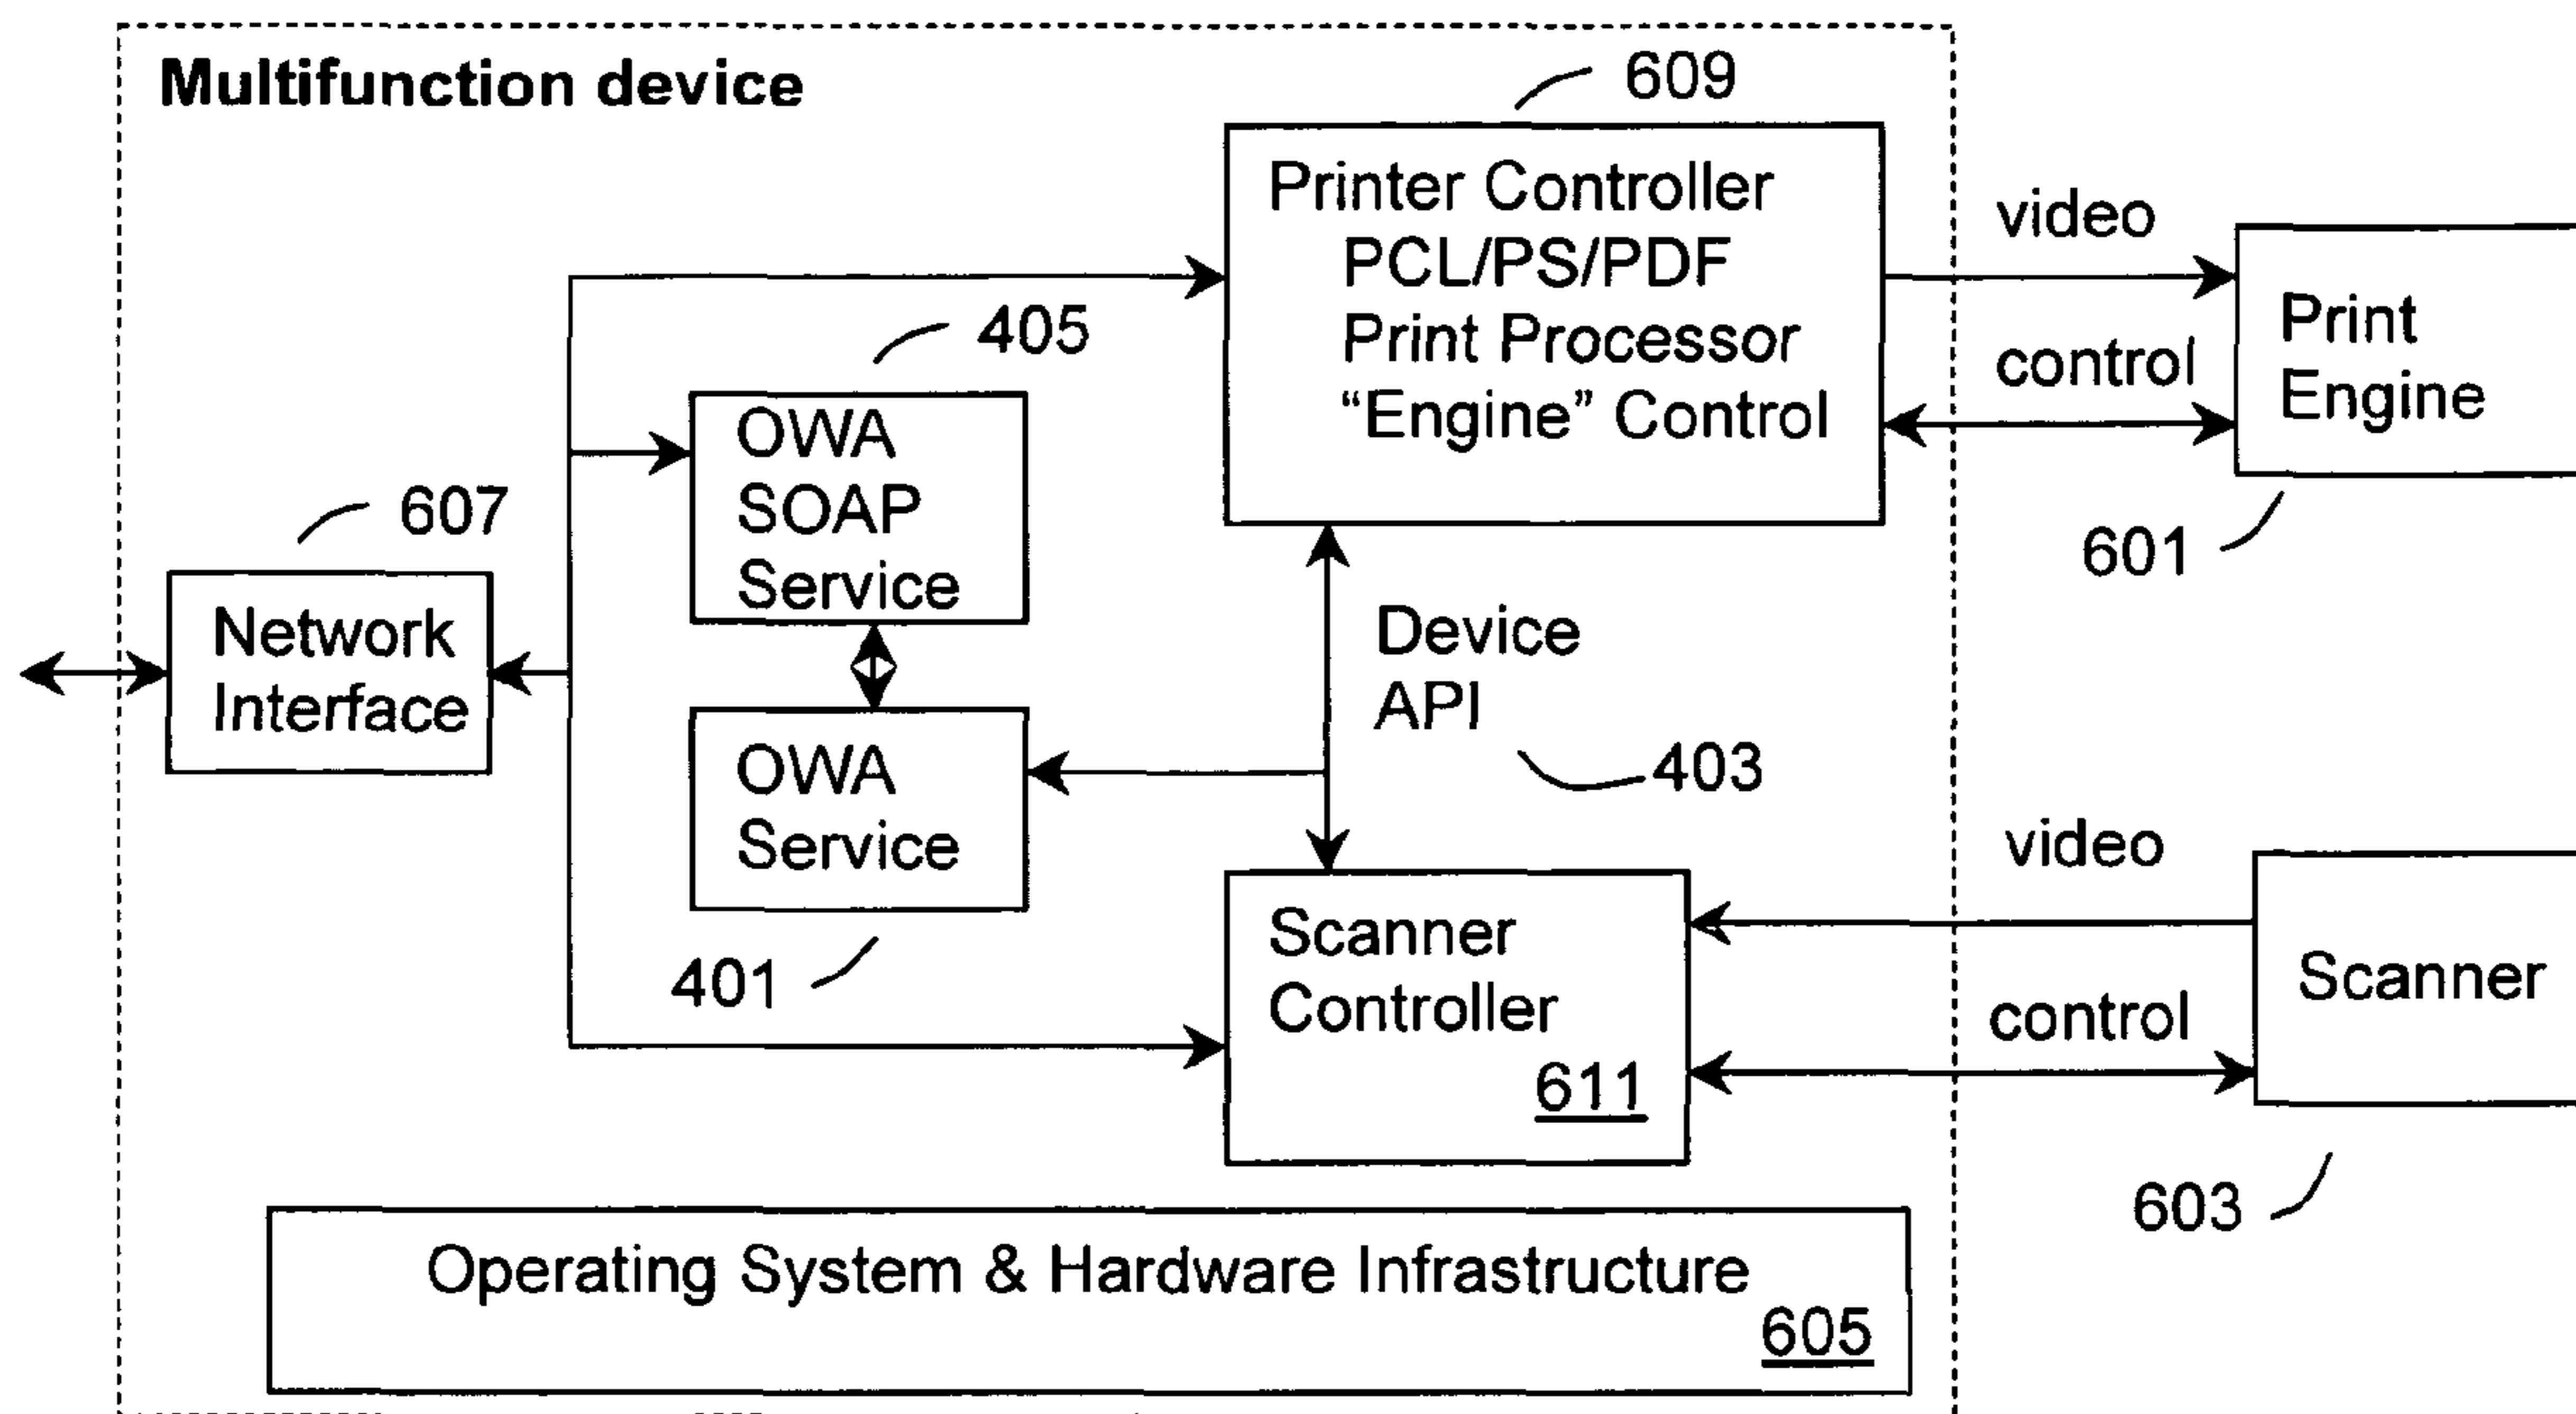 Multifunction device
609
Printer Controller
PCL/PS/PDF
Print Processor
“Engine” Control
video
control
Print
Engine
601
405
OWA
SOAP
Service
607
Network
Interface
Device
API
403
OWA
Service
401
Scanner
Controller
611
video
control
Scanner
603
Operating System & Hardware Infrastructure
605